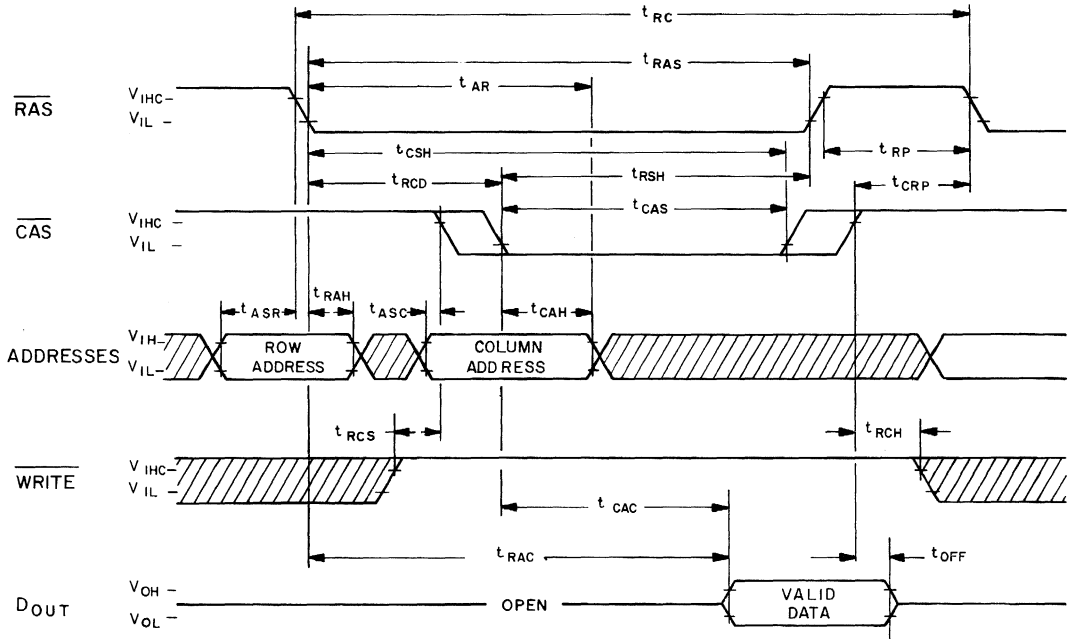 t RC
t RAS
t AR
RAS
V IHC
V IL
t CSH
t RP
t RCD
t RSH
t CRP
CAS
V IHC
V IL
t CAS
t ASR
t RAH
t ASC
t CAH
ADDRESSES
V IH
V IL
ROW ADDRESS
COLUMN ADDRESS
t RCS
t RCH
WRITE
V IHC
V IL
t CAC
t RAC
t OFF
D OUT
V OH
V OL
OPEN
VALID DATA